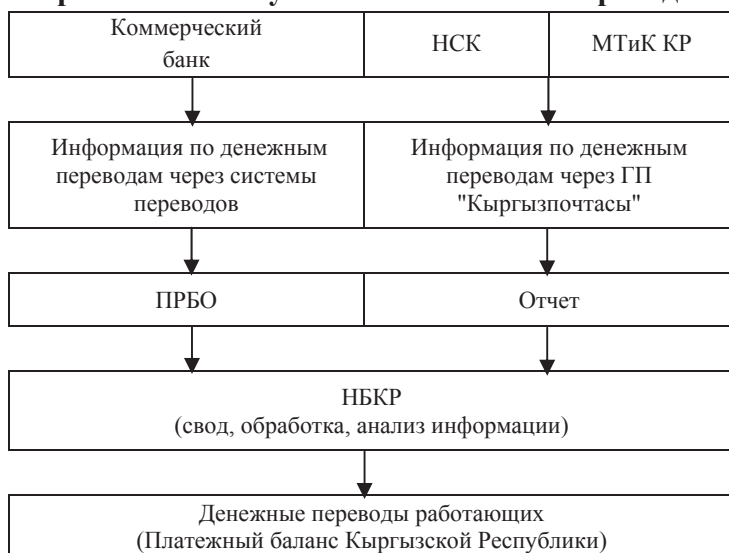 Коммерческий
банк
НСК
МТиК КР
Информация по денежным
переводам через системы
переводов
Информация по денежным
переводам через ГП
"Кыргызпочтасы"
ПРБО
Отчет
НБКР
(свод, обработка, анализ информации)
Денежные переводы работающих
(Платежный баланс Кыргызской Республики)